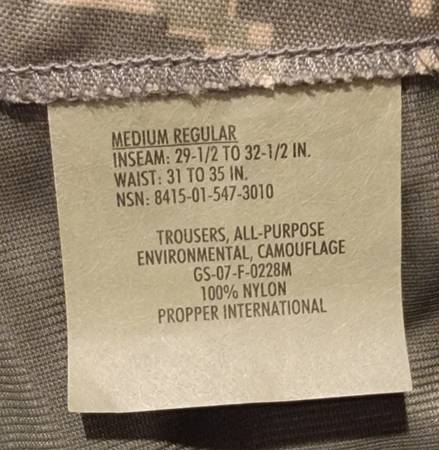 MEDIUM REGULAR
INSEAM: 29-1/2 TO 32-1/2 IN.
WAIST: 31 TO 35 IN.
NSN: 8415-01-547-3010
TROUSERS, ALL-PURPOSE
ENVIRONMENTAL, CAMOUFLAGE
GS-07-F-0228M
100% NYLON
PROPPER INTERNATIONAL